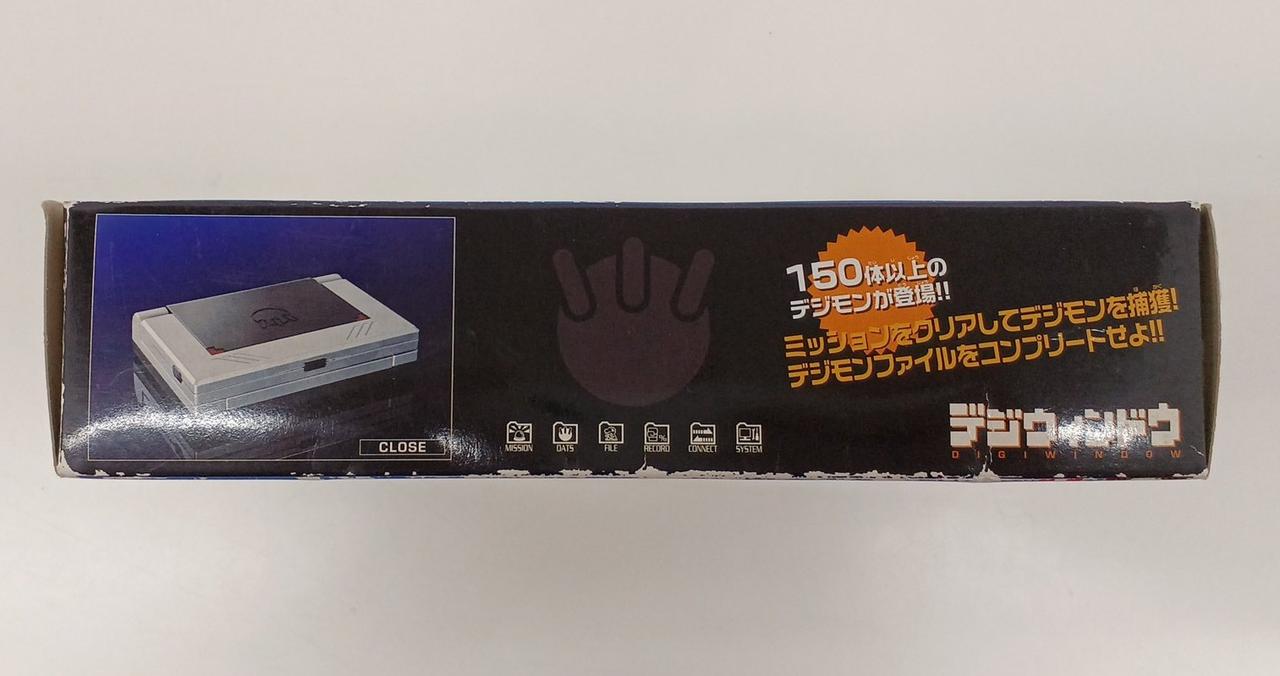 CLOSE
MISSION
OATS
FILE
RECORD
CONNECT
SYSTEM
150体以上の
デジモンが登場!!
ミッションをクリアしてデジモンを捕獲!
デジモンファイルをコンプリートせよ!!
デジウィンドウ
DIGIWINDOW